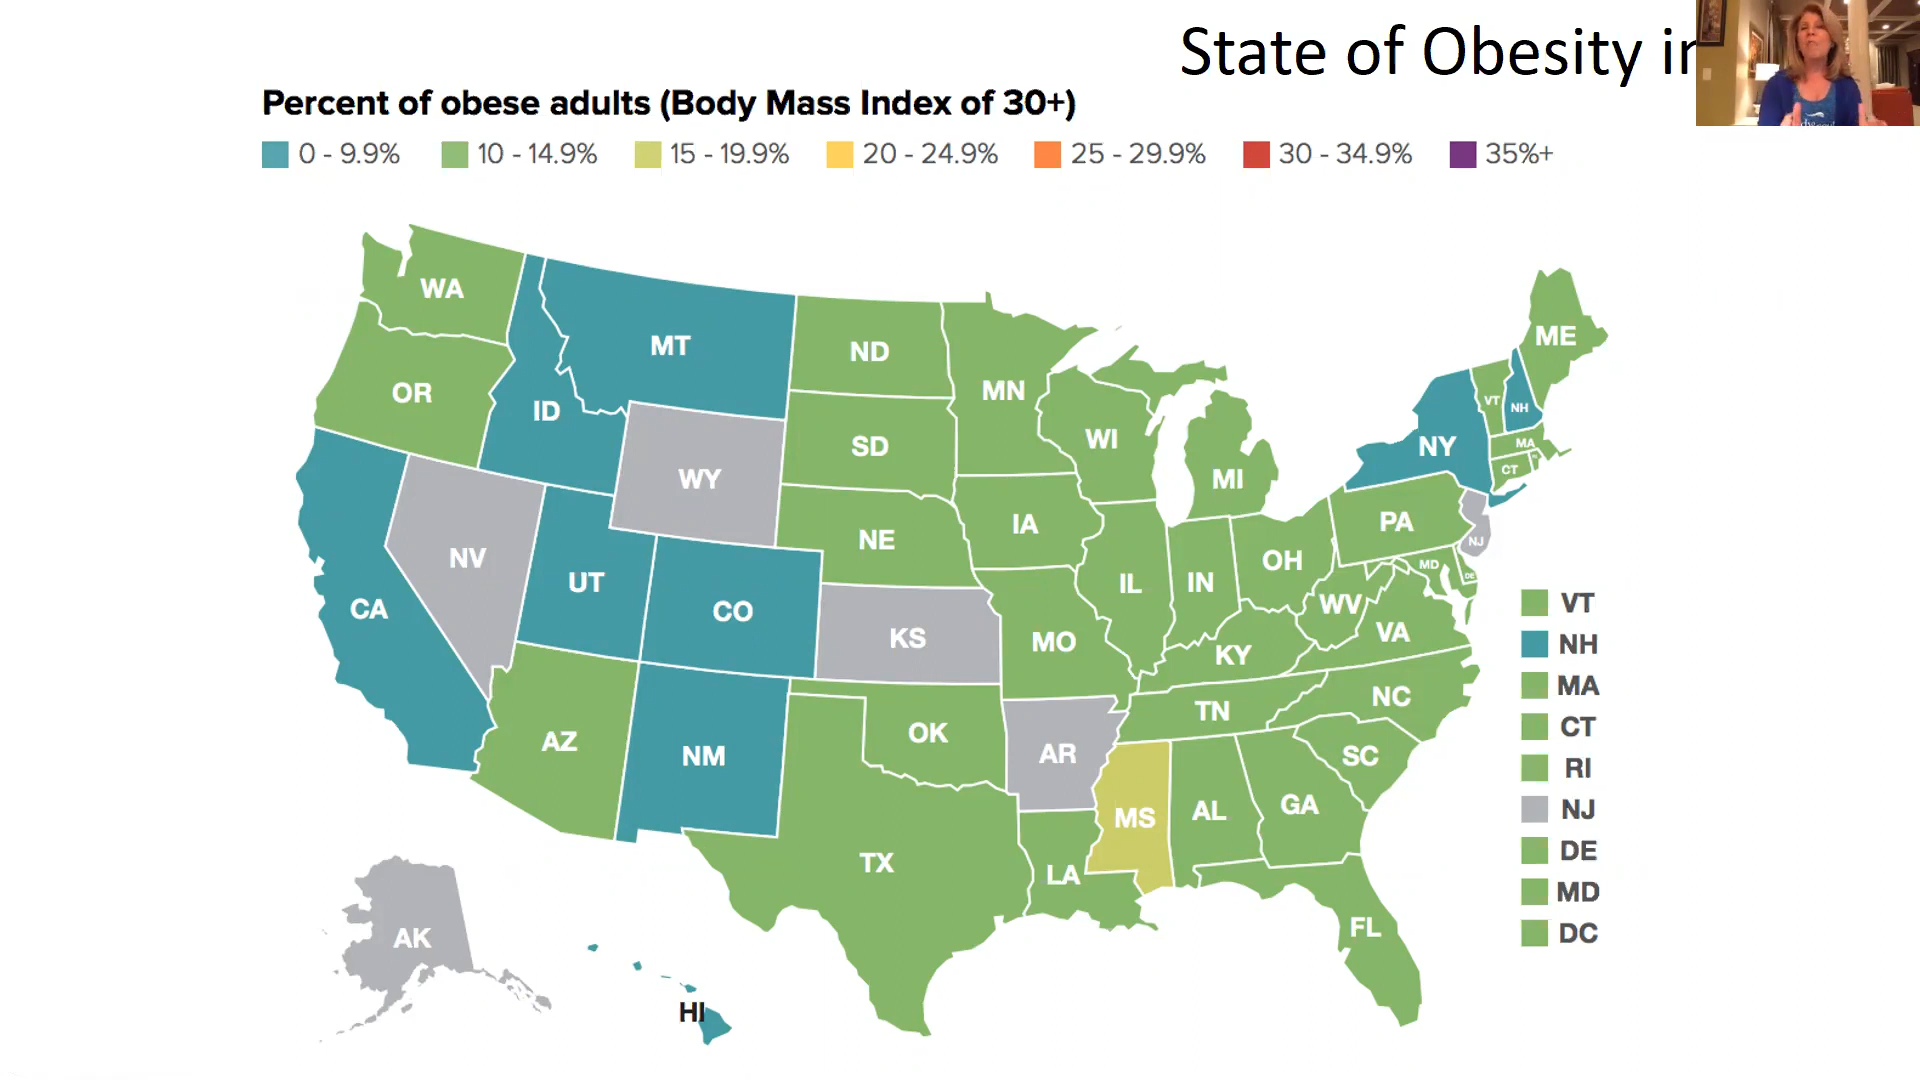 State of Obesity in
Percent of obese adults (Body Mass Index of 30+)
0 - 9.9% 10 - 14.9% 15 - 19.9% 20 - 24.9% 25 - 29.9% 30 - 34.9% 35%+
WA
MT
ND
MN
ME
OR
ID
SD
WI
VT
NH
NY
MA
CT
WY
MI
NE
IA
PA
NJ
NV
UT
CO
KS
IL
IN
OH
MD
DE
WV
VA
CA
MO
KY
NC
AZ
NM
OK
AR
TN
SC
MS
AL
GA
TX
LA
FL
AK
HI
VT
NH
MA
CT
RI
NJ
DE
MD
DC